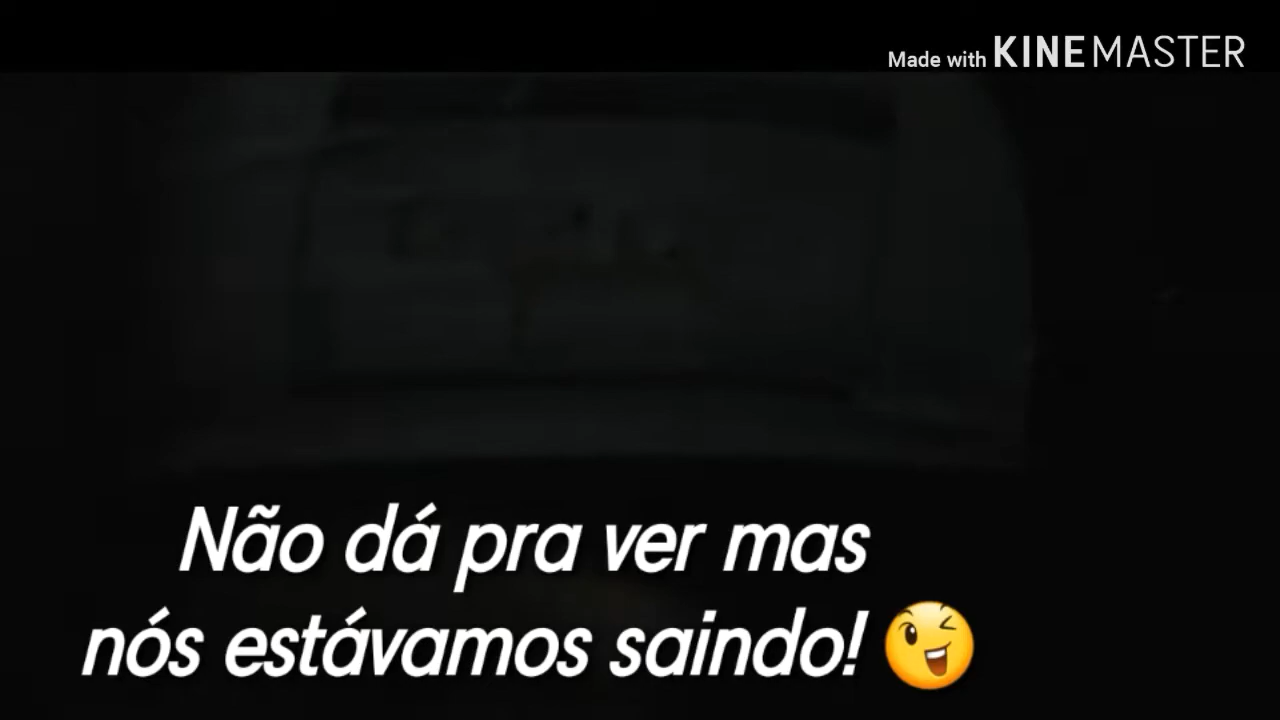 Made with KINEMASTER
Não dá pra ver mas
nós estávamos saindo! 😉